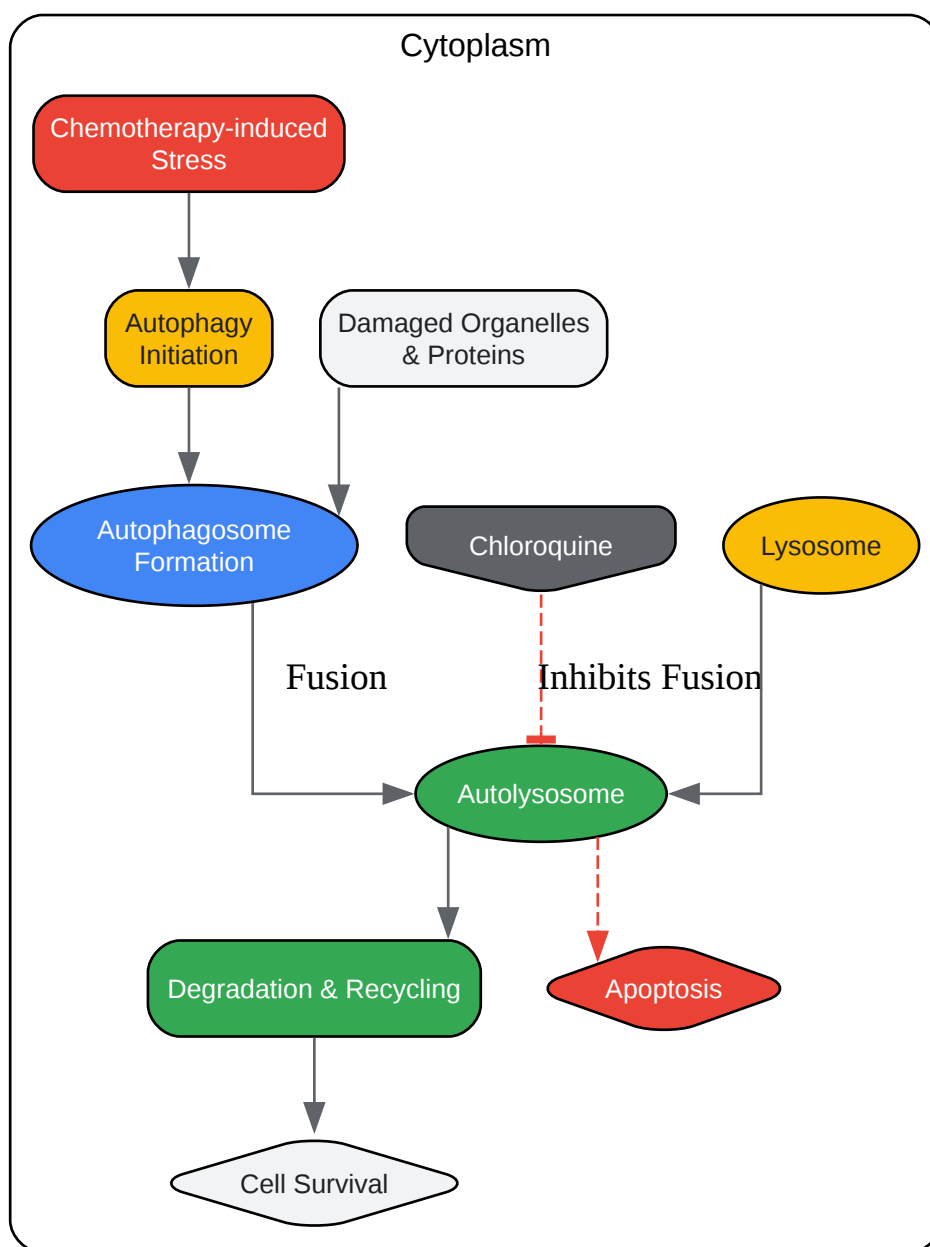 Cytoplasm
Chemotherapy-induced
Stress
Autophagy
Initiation
Damaged Organelles
& Proteins
Autophagosome
Formation
Chloroquine
Lysosome
Fusion
Inhibits Fusion
Autolysosome
Degradation & Recycling
Apoptosis
Cell Survival